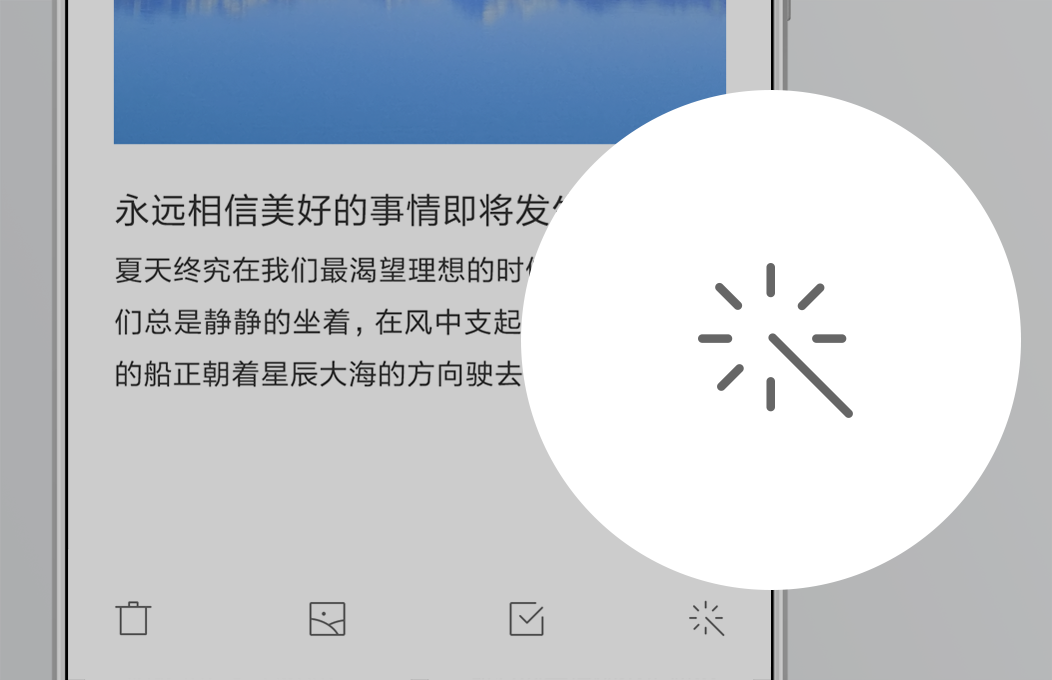 永远相信美好的事情即将发
夏天终究在我们最渴望理想的时
们总是静静的坐着，在风中支起
的船正朝着星辰大海的方向驶去